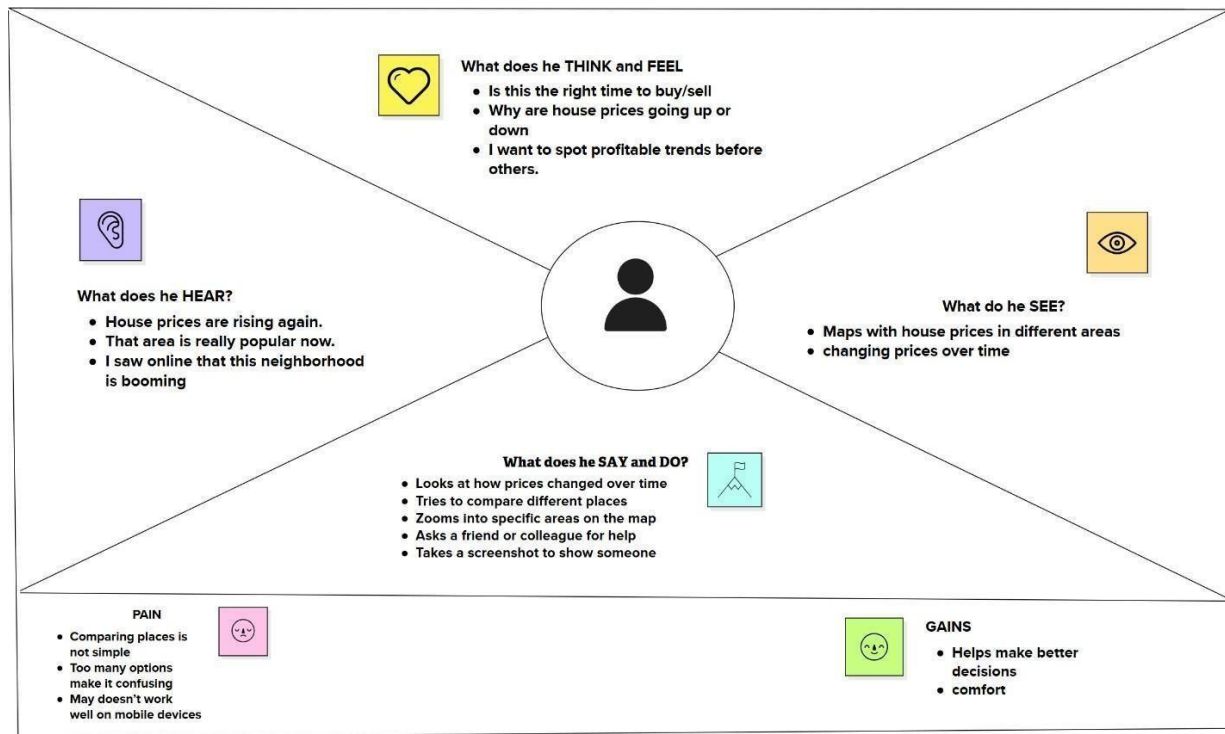 What does he THINK and FEEL
• Is this the right time to buy/sell
• Why are house prices going up or
down
• I want to spot profitable trends before
others.
What does he HEAR?
• House prices are rising again.
• That area is really popular now.
• I saw online that this neighborhood
is booming
What do he SEE?
• Maps with house prices in different areas
• changing prices over time
What does he SAY and DO?
• Looks at how prices changed over time
• Tries to compare different places
• Zooms into specific areas on the map
• Asks a friend or colleague for help
• Takes a screenshot to show someone
PAIN
• Comparing places is
not simple
• Too many options
make it confusing
• May doesn't work
well on mobile devices
GAINS
• Helps make better
decisions
• comfort